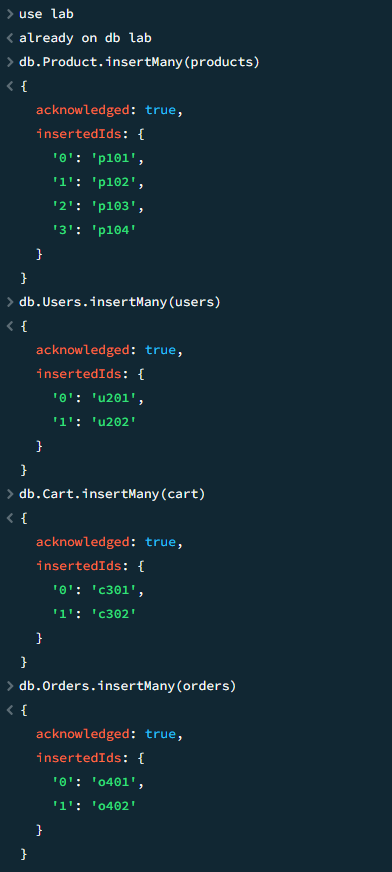 > use lab
< already on db lab
> db.Product.insertMany(products)
< {
acknowledged: true,
insertedIds: {
'0': 'p101',
'1': 'p102',
'2': 'p103',
'3': 'p104'
}
}
> db.Users.insertMany(users)
< {
acknowledged: true,
insertedIds: {
'0': 'u201',
'1': 'u202'
}
}
> db.Cart.insertMany(cart)
< {
acknowledged: true,
insertedIds: {
'0': 'c301',
'1': 'c302'
}
}
> db.Orders.insertMany(orders)
< {
acknowledged: true,
insertedIds: {
'0': 'o401',
'1': 'o402'
}
}